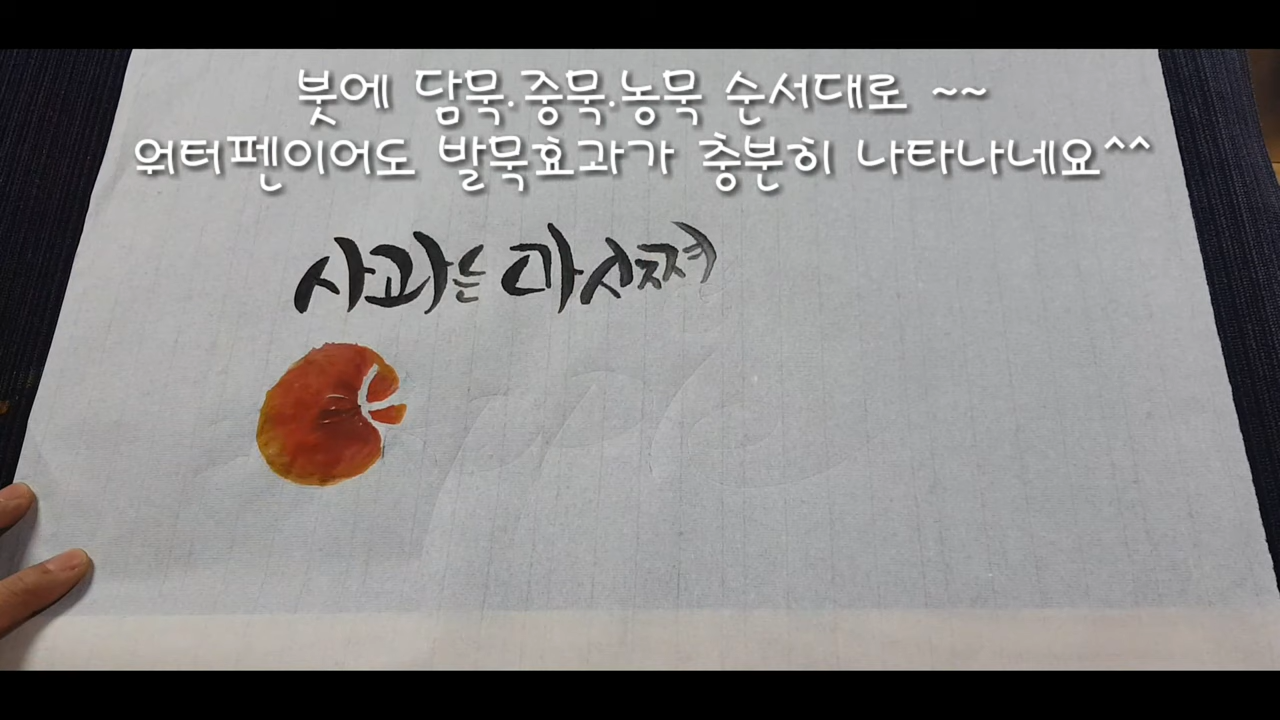 붓에 담묵.중묵.농묵 순서대로 ~~
워터펜이어도 발묵효과가 충분히 나타나네요^^
사과는 마시쪄